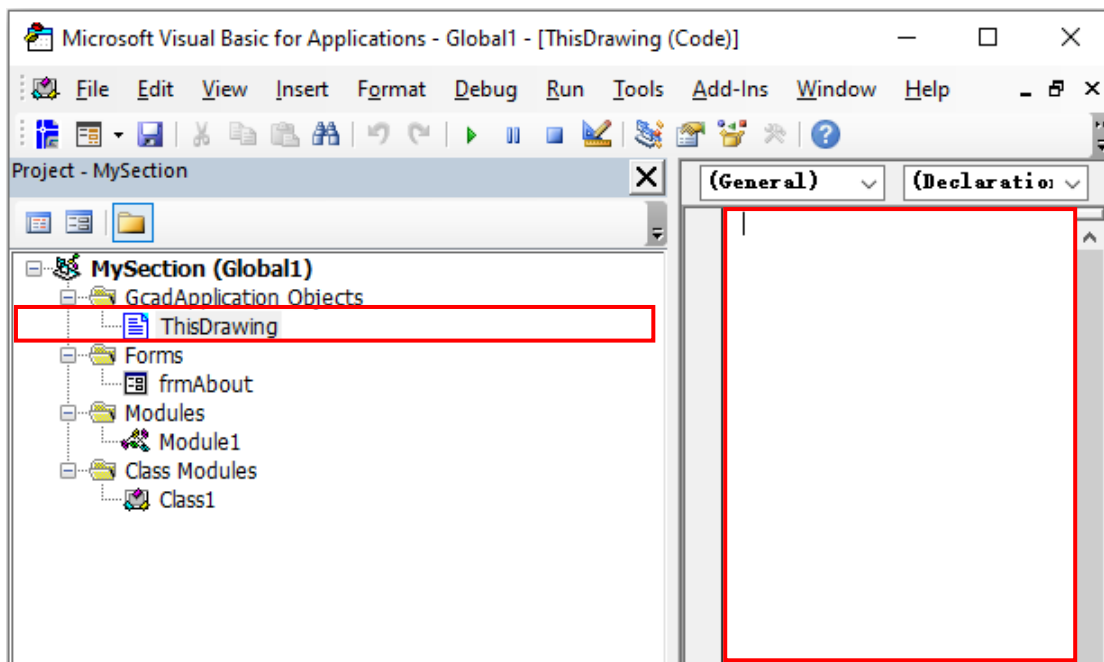 Microsoft Visual Basic for Applications - Global1 - [ThisDrawing (Code)]
File Edit View Insert Format Debug Run Tools Add-Ins Window Help
Project - MySection
(General) (Declaration
MySection (Global1)
GcadApplication Objects
ThisDrawing
Forms
frmAbout
Modules
Module1
Class Modules
Class1